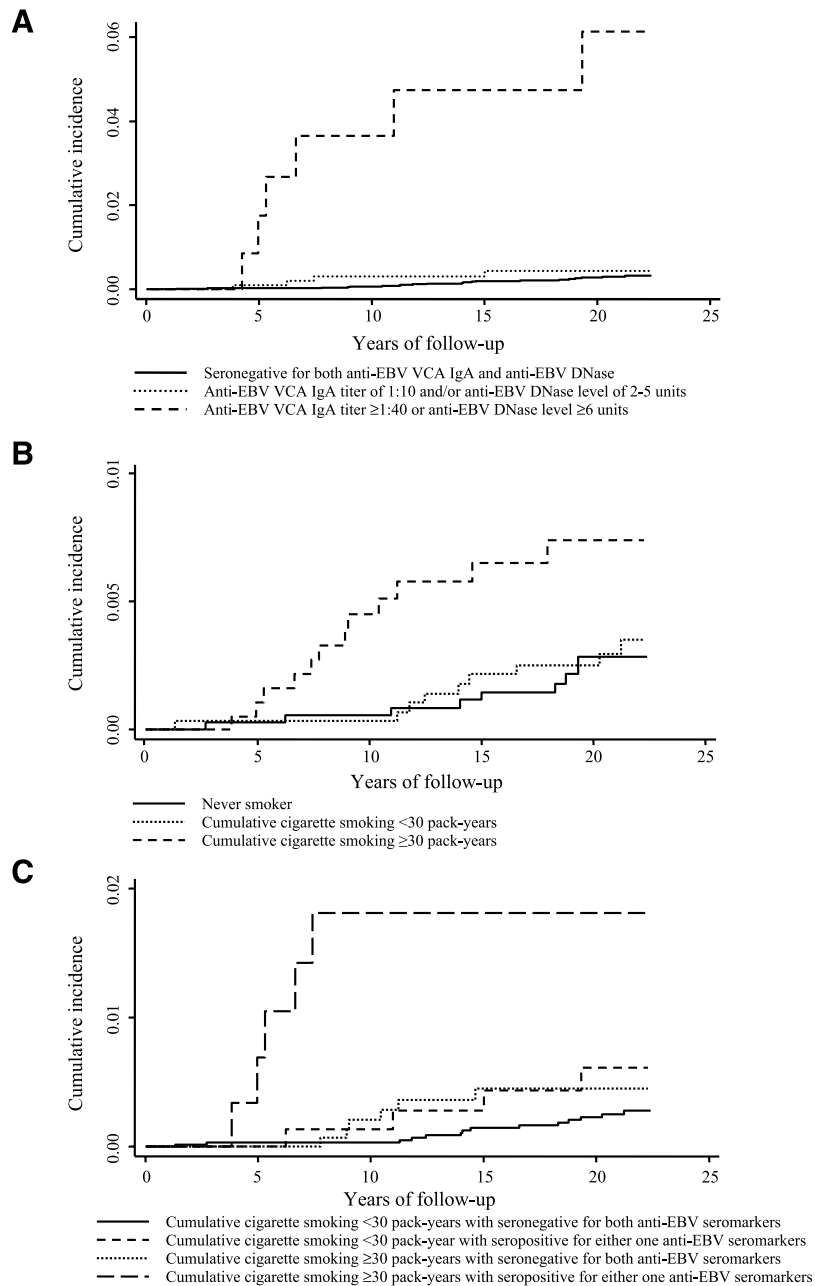 A
Cumulative incidence
0.06
0.04
0.02
0.00
0 5 10 15 20 25
Years of follow-up
Seronegative for both anti-EBV VCA IgA and anti-EBV DNase
Anti-EBV VCA IgA titer of 1:10 and/or anti-EBV DNase level of 2-5 units
Anti-EBV VCA IgA titer ≥1:40 or anti-EBV DNase level ≥6 units
B
Cumulative incidence
0.01
0.005
0.00
0 5 10 15 20 25
Years of follow-up
Never smoker
Cumulative cigarette smoking <30 pack-years
Cumulative cigarette smoking ≥30 pack-years
C
Cumulative incidence
0.02
0.01
0.00
0 5 10 15 20 25
Years of follow-up
Cumulative cigarette smoking <30 pack-years with seronegative for both anti-EBV seromarkers
Cumulative cigarette smoking <30 pack-year with seropositive for either one anti-EBV seromarkers
Cumulative cigarette smoking ≥30 pack-years with seronegative for both anti-EBV seromarkers
Cumulative cigarette smoking ≥30 pack-years with seropositive for either one anti-EBV seromarkers